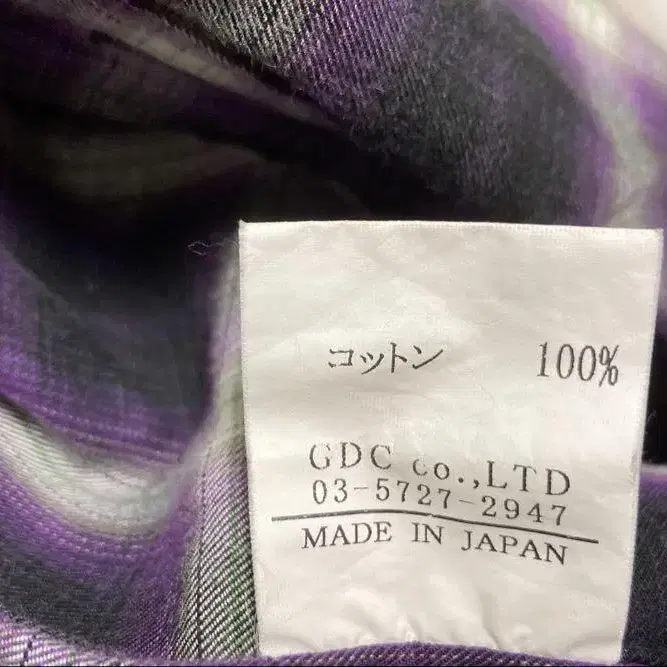 コットン 100%
GDC co.,LTD
03-5727-2947
MADE IN JAPAN